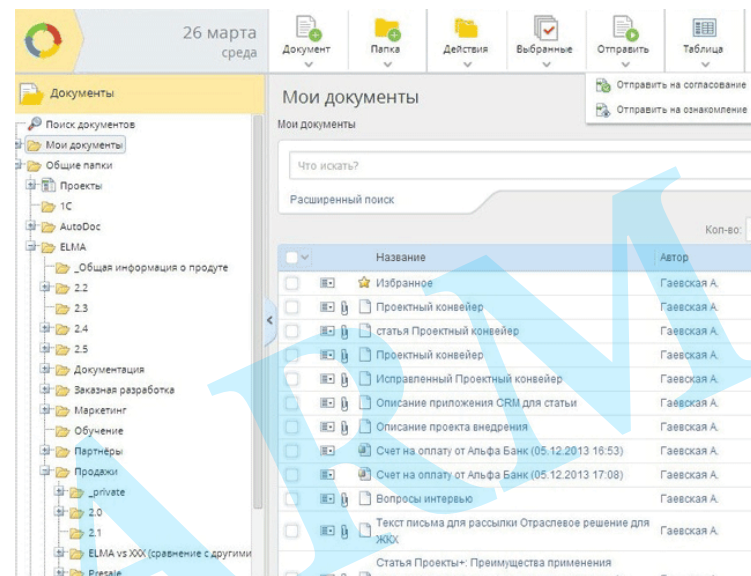 26 марта
среда
Документ
Папка
Действия
Выбранные
Отправить
Таблица
Отправить на согласование
Отправить на ознакомление
Документы
Поиск документов
Мои документы
Общие папки
Проекты
1С
AutoDoc
ELMA
_Общая информация о продуте
2.2
2.3
2.4
2.5
Документация
Заказная разработка
Маркетинг
Обучение
Партнеры
Продажи
_private
2.0
2.1
ELMA vs XXX (сравнение с другими
Presale
Мои документы
Мои документы
Что искать?
Расширенный поиск
Кол-во:
Название Автор
Избранное Гаевская А.
Проектный конвейер Гаевская А.
статья Проектный конвейер Гаевская А.
Проектный конвейер Гаевская А.
Исправленный Проектный конвейер Гаевская А.
Описание приложения CRM для статьи Гаевская А.
Описание проекта внедрения Гаевская А.
Счет на оплату от Альфа Банк (05.12.2013 16:53) Гаевская А.
Счет на оплату от Альфа Банк (05.12.2013 17:08) Гаевская А.
Вопросы интервью Гаевская А.
Текст письма для рассылки Отраслевое решение для
ЖКХ Гаевская А.
Статья Проекты+: Преимущества применения
ARM